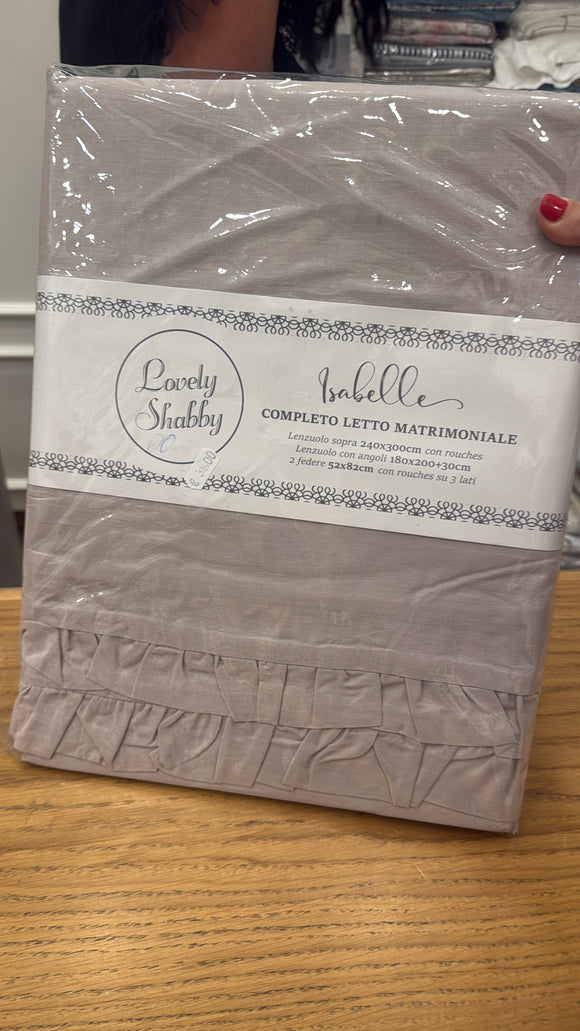 Lovely
Shabby
Isabelle
COMPLETO LETTO MATRIMONIALE
Lenzuolo sopra 240x300cm con rouches
Lenzuolo con angoli 180x200+30cm
2 federe 52x82cm con rouches su 3 lati